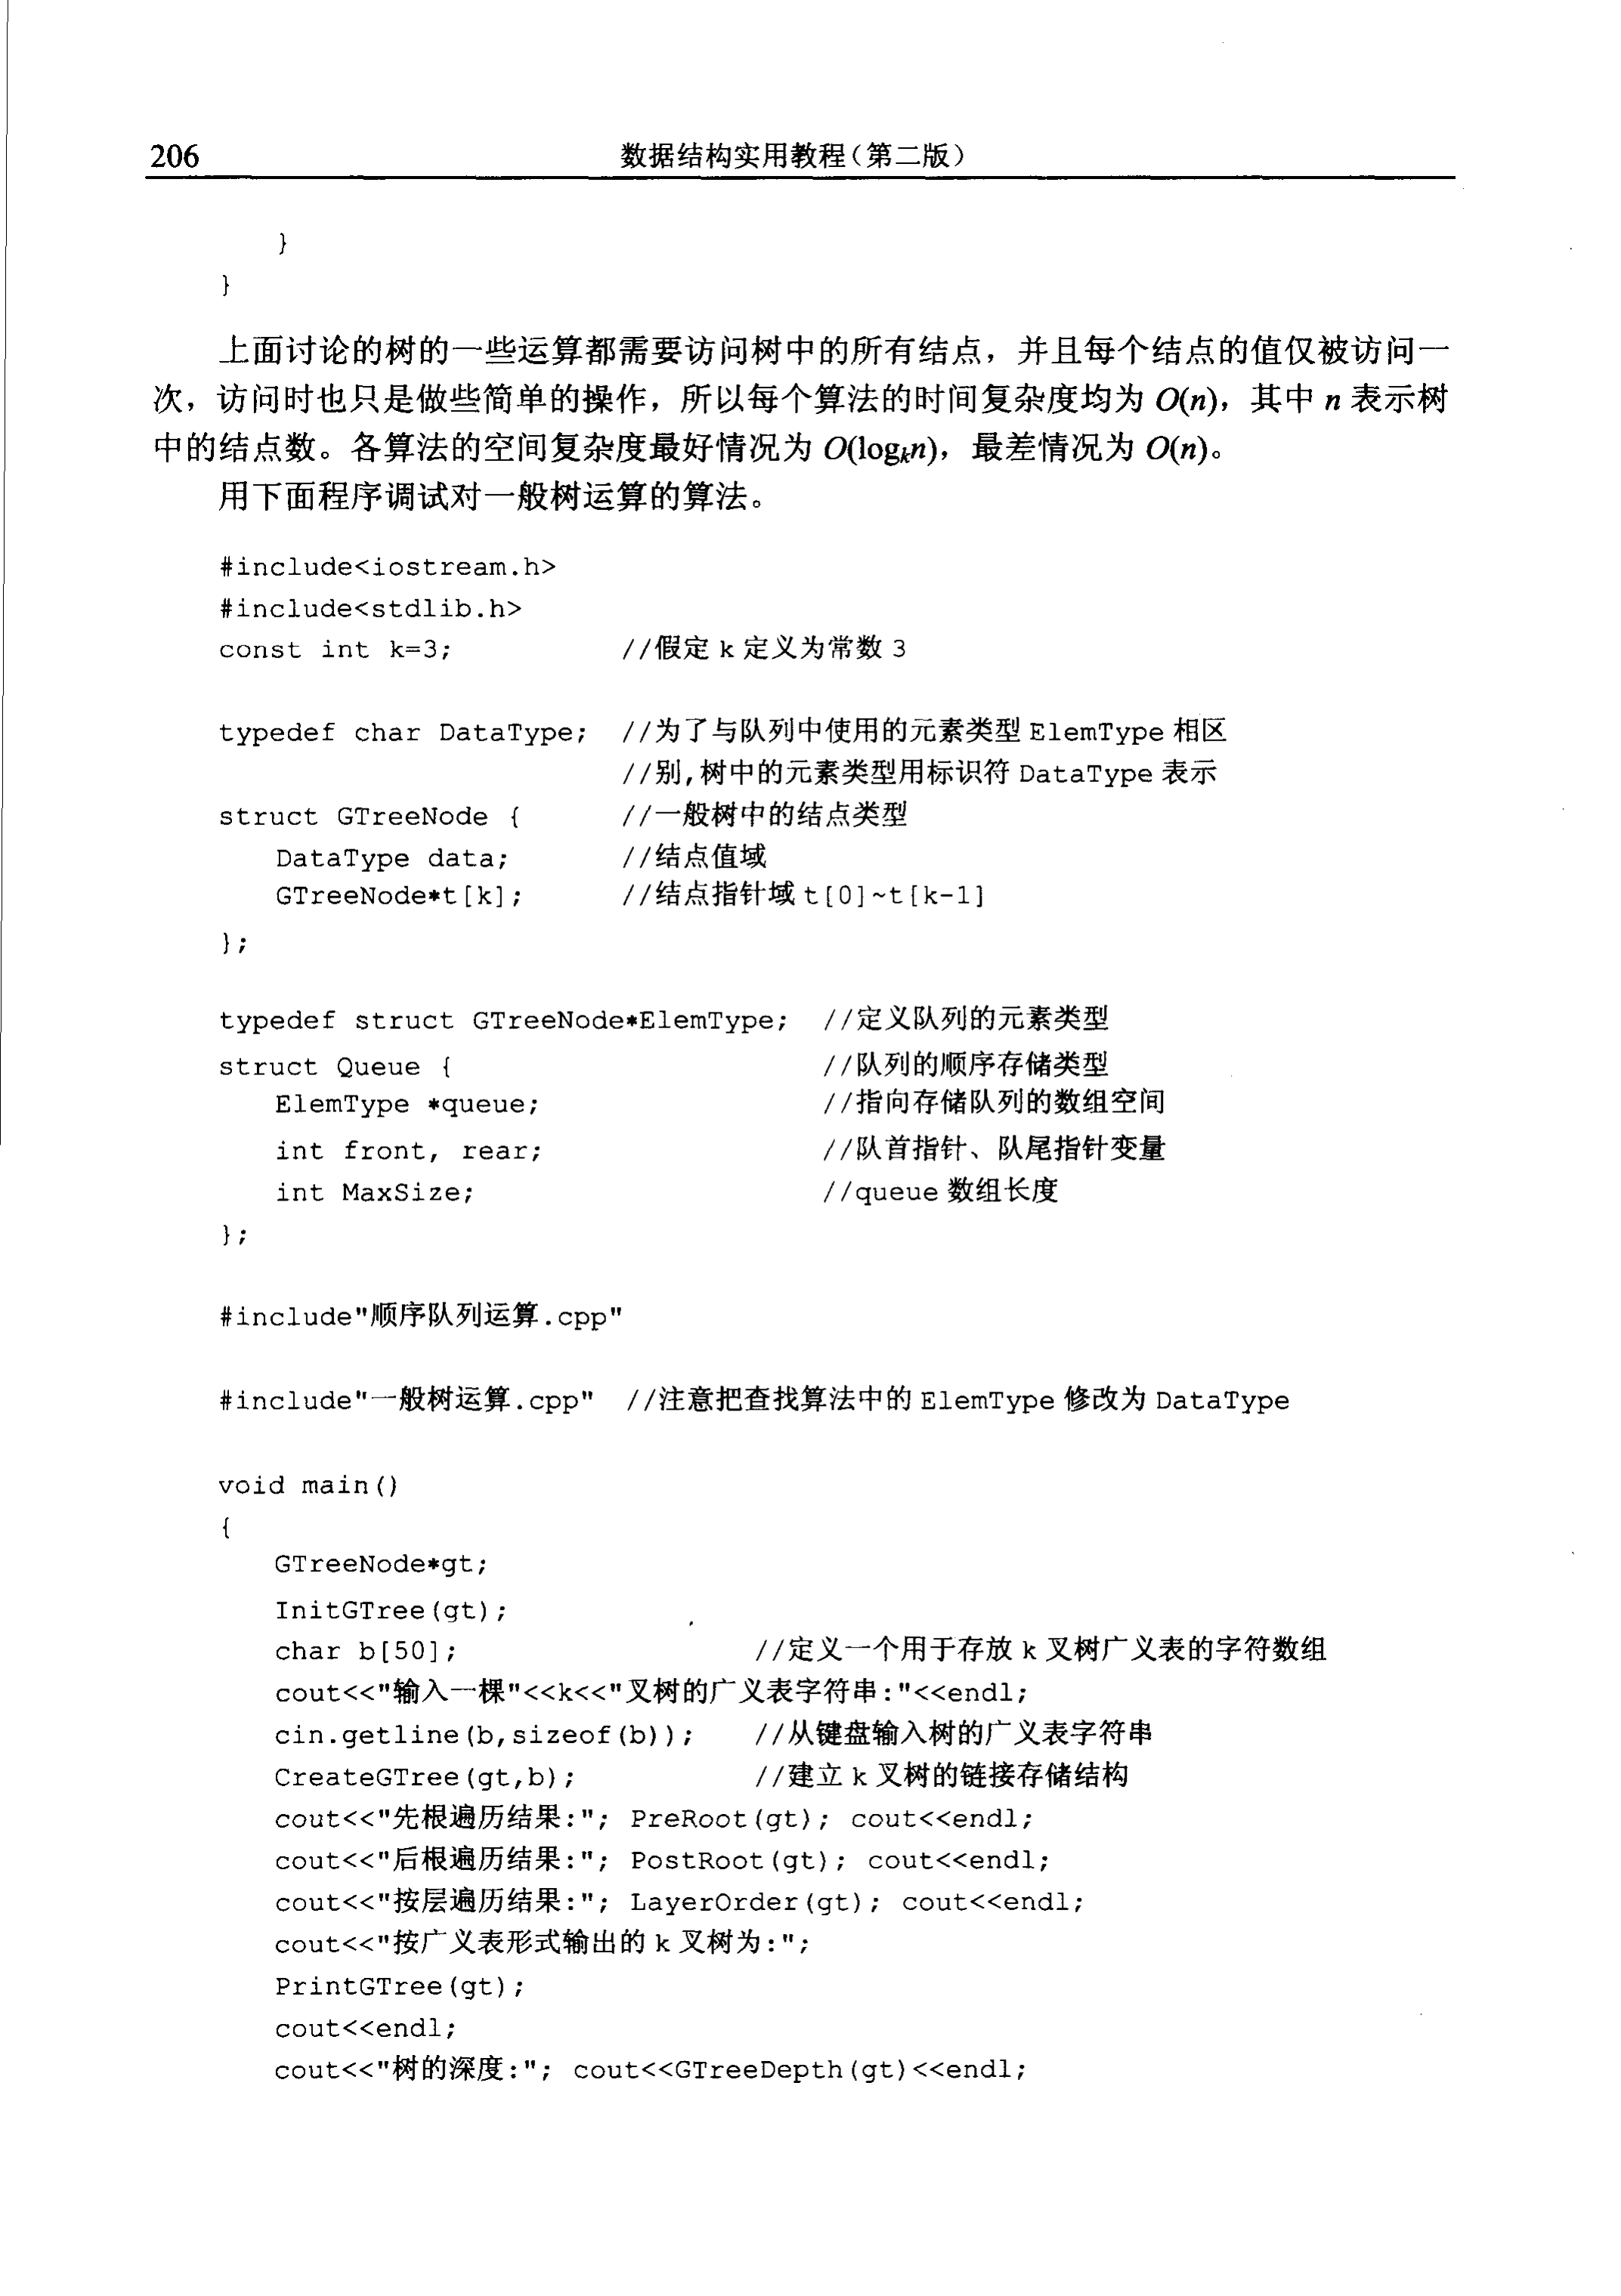 206 数据结构实用教程(第二版)
}
}
上面讨论的树的一些运算都需要访问树中的所有结点，并且每个结点的值仅被访问一
次，访问时也只是做些简单的操作，所以每个算法的时间复杂度均为 O(n)，其中 n 表示树
中的结点数。各算法的空间复杂度最好情况为 O(logkn)，最差情况为 O(n)。
用下面程序调试对一般树运算的算法。
#include<iostream.h>
#include<stdlib.h>
const int k=3; //假定 k 定义为常数 3
typedef char DataType; //为了与队列中使用的元素类型 ElemType 相区
//别,树中的元素类型用标识符 DataType 表示
struct GTreeNode { //一般树中的结点类型
DataType data; //结点值域
GTreeNode*t[k]; //结点指针域 t[0]~t[k-1]
};
typedef struct GTreeNode*ElemType; //定义队列的元素类型
struct Queue { //队列的顺序存储类型
ElemType *queue; //指向存储队列的数组空间
int front, rear; //队首指针、队尾指针变量
int MaxSize; //queue 数组长度
};
#include"顺序队列运算.cpp"
#include"一般树运算.cpp" //注意把查找算法中的 ElemType 修改为 DataType
void main()
{
GTreeNode*gt;
InitGTree(gt);
char b[50]; //定义一个用于存放 k 叉树广义表的字符数组
cout<<"输入一棵"<<k<<"叉树的广义表字符串:"<<endl;
cin.getline(b,sizeof(b)); //从键盘输入树的广义表字符串
CreateGTree(gt,b); //建立 k 叉树的链接存储结构
cout<<"先根遍历结果:"; PreRoot(gt); cout<<endl;
cout<<"后根遍历结果:"; PostRoot(gt); cout<<endl;
cout<<"按层遍历结果:"; LayerOrder(gt); cout<<endl;
cout<<"按广义表形式输出的 k 叉树为:";
PrintGTree(gt);
cout<<endl;
cout<<"树的深度:"; cout<<GTreeDepth(gt)<<endl;